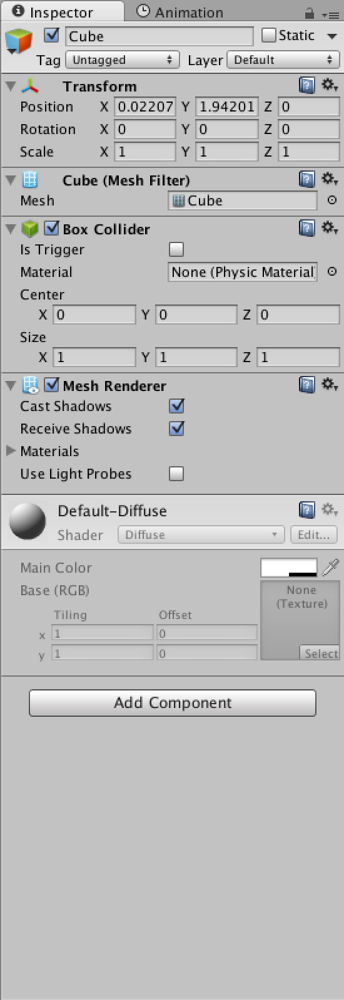 Inspector Animation
Cube Static
Tag Untagged Layer Default
Transform
Position X 0.02207 Y 1.94201 Z 0
Rotation X 0 Y 0 Z 0
Scale X 1 Y 1 Z 1
Cube (Mesh Filter)
Mesh Cube
Box Collider
Is Trigger
Material None (Physic Material)
Center
X 0 Y 0 Z 0
Size
X 1 Y 1 Z 1
Mesh Renderer
Cast Shadows
Receive Shadows
Materials
Use Light Probes
Default-Diffuse
Shader Diffuse Edit...
Main Color
Base (RGB) None
(Texture)
Tiling Offset
x 1 0
y 1 0 Select
Add Component